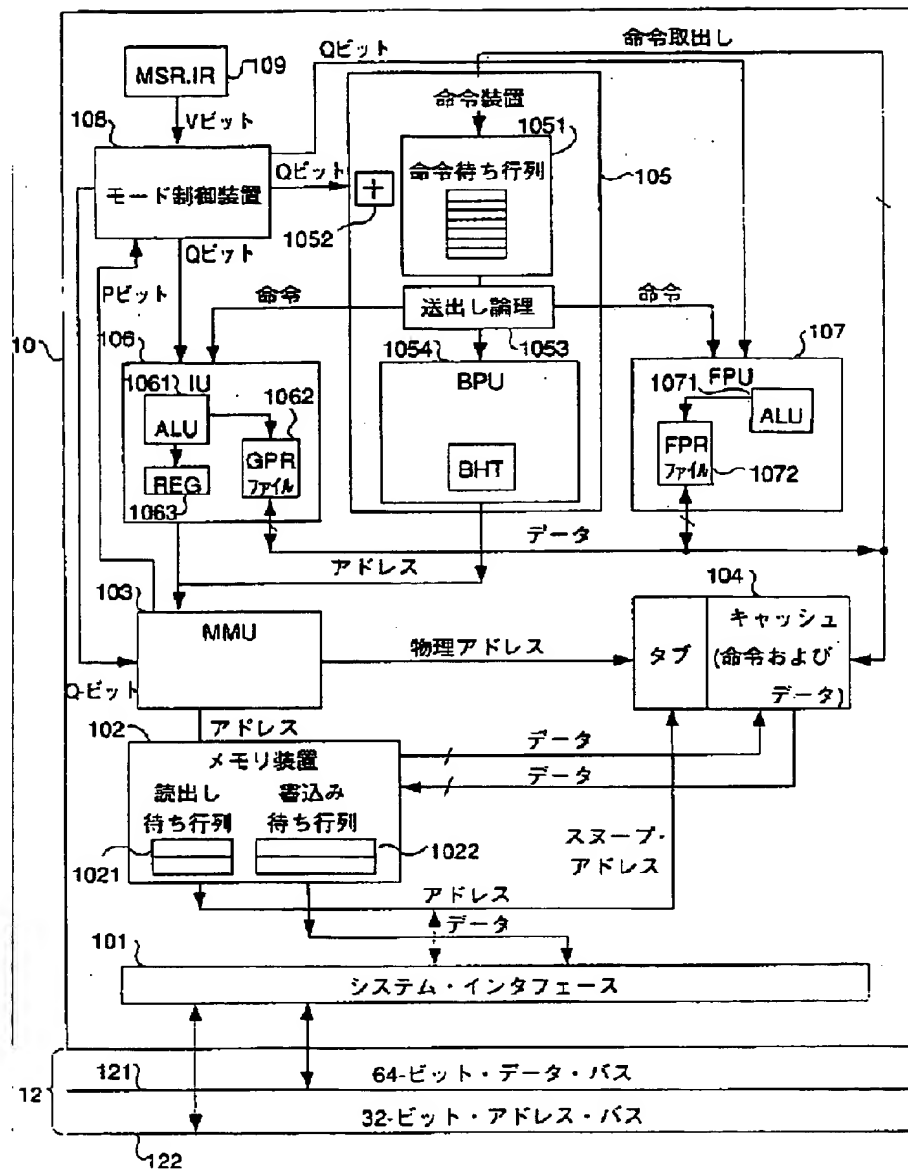 命令取出し
Qビット
MSR.IR
109
命令装置
108
Vビット
1051
モード制御装置
Qビット
命令待ち行列
105
1052
Qビット
Pビット
命令
送出し論理
命令
10
106
1054
1053
107
IU
BPU
FPU
1061
1062
1071
ALU
ALU
GPR
ファイル
BHT
FPR
ファイル
REG
1072
1063
データ
アドレス
103
104
MMU
キャッシュ
物理アドレス
タブ
(命令および
データ)
Q-ビット
アドレス
102
メモリ装置
データ
データ
読出し
待ち行列
書込み
待ち行列
スヌープ・
アドレス
1021
1022
アドレス
データ
101
システム・インタフェース
12
121
64-ビット・データ・バス
32-ビット・アドレス・バス
122